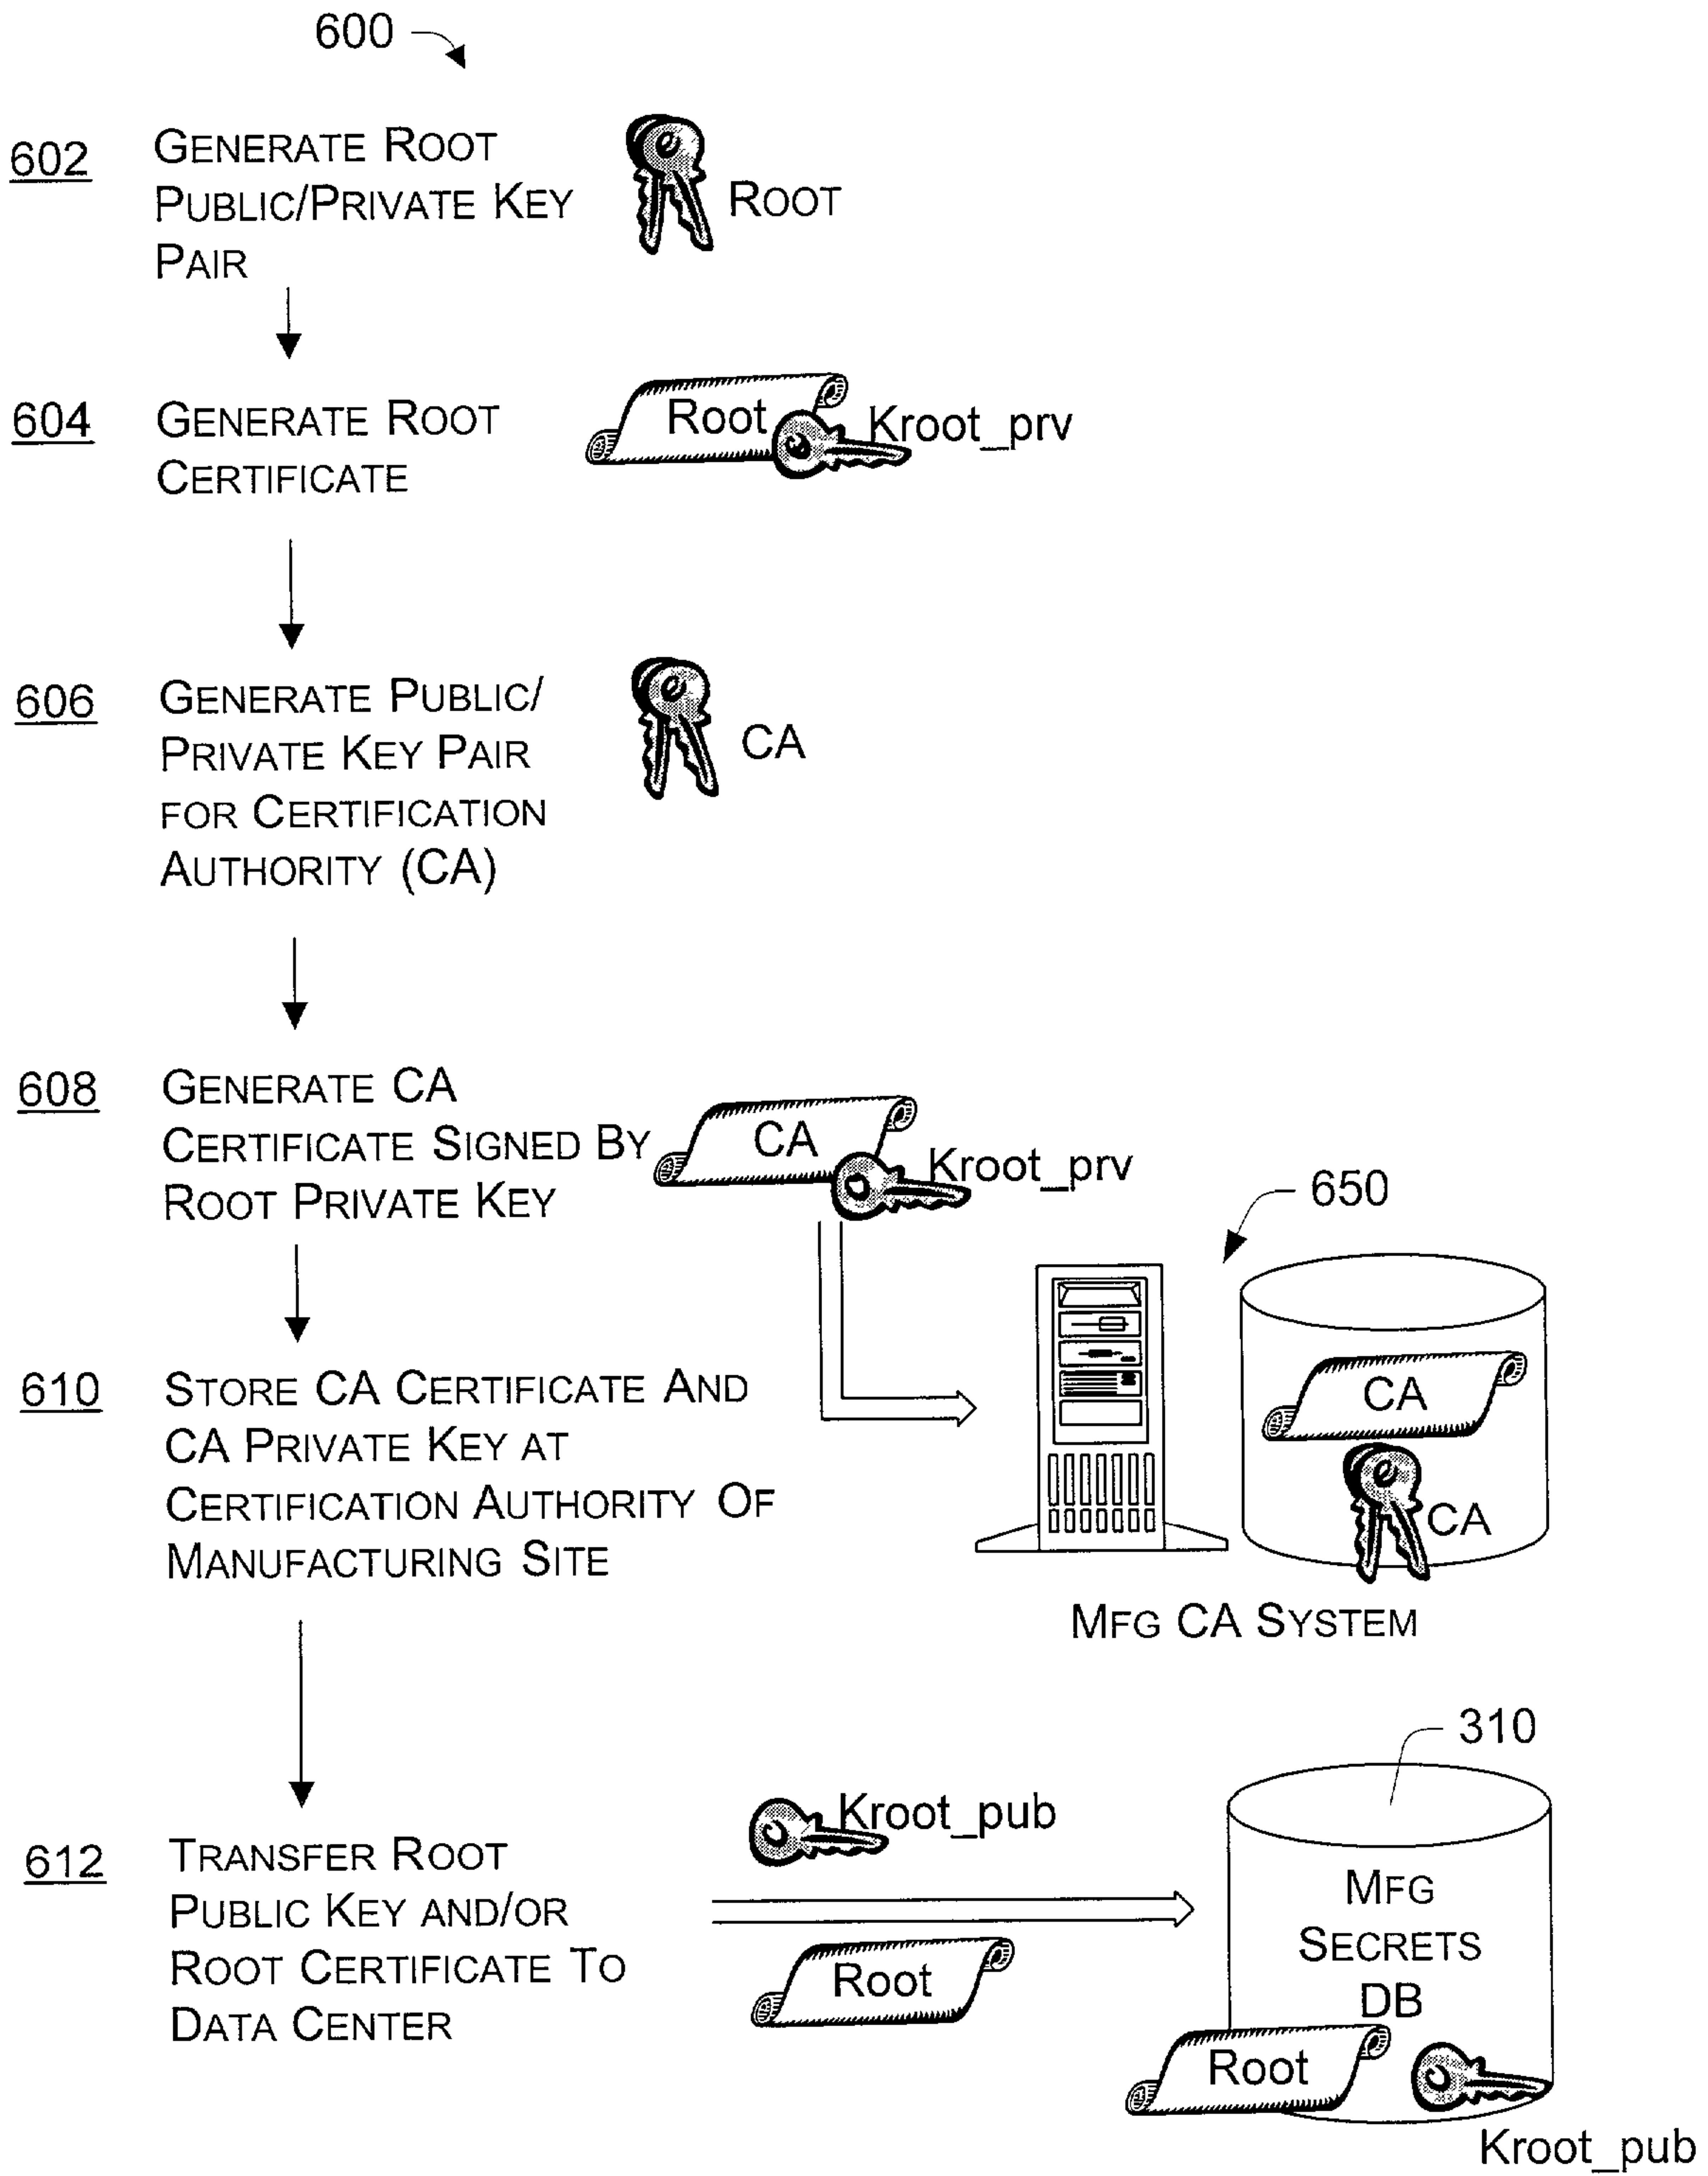 600
602 GENERATE ROOT
PUBLIC/PRIVATE KEY
PAIR
ROOT
604 GENERATE ROOT
CERTIFICATE
Root
Kroot_prv
606 GENERATE PUBLIC/
PRIVATE KEY PAIR
FOR CERTIFICATION
AUTHORITY (CA)
CA
608 GENERATE CA
CERTIFICATE SIGNED BY
ROOT PRIVATE KEY
CA
Kroot_prv
650
610 STORE CA CERTIFICATE AND
CA PRIVATE KEY AT
CERTIFICATION AUTHORITY OF
MANUFACTURING SITE
CA
CA
MFG CA SYSTEM
310
612 TRANSFER ROOT
PUBLIC KEY AND/OR
ROOT CERTIFICATE TO
DATA CENTER
Kroot_pub
Root
MFG
SECRETS
DB
Root
Kroot_pub